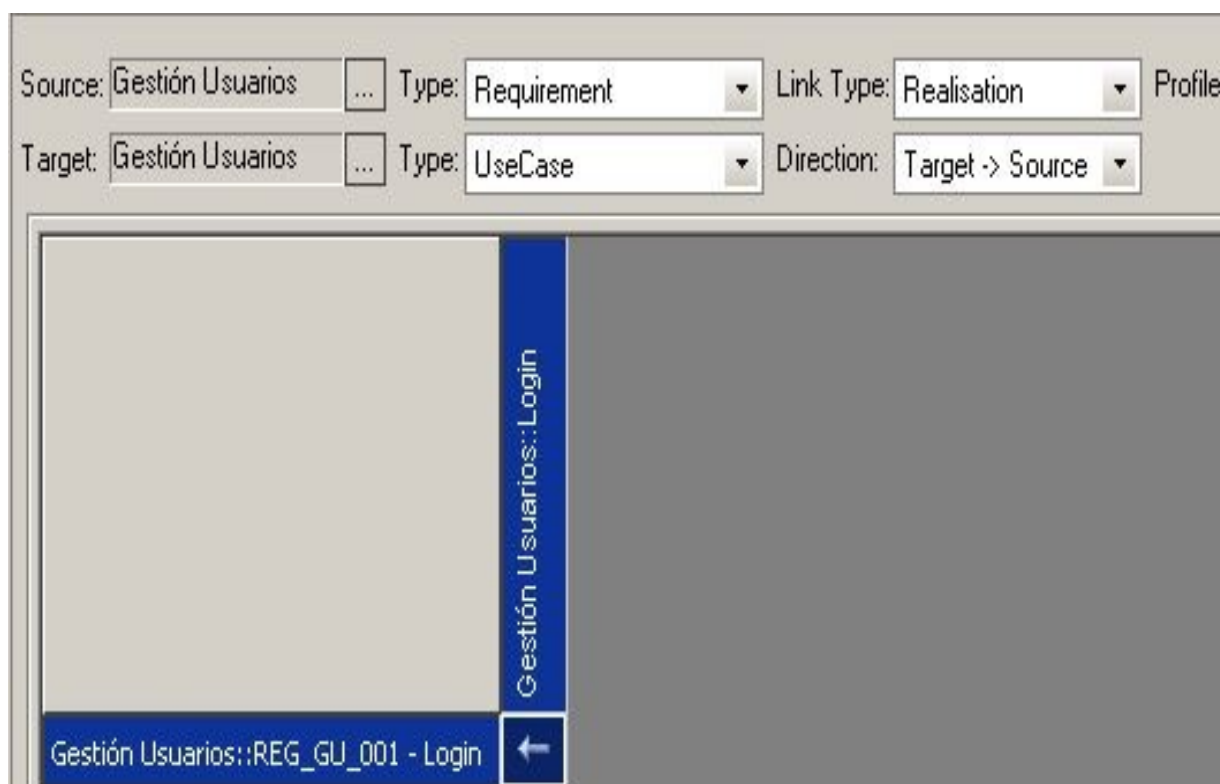 Source: Gestión Usuarios ... Type: Requirement Link Type: Realisation Profile
Target: Gestión Usuarios ... Type: UseCase Direction: Target -> Source
Gestión Usuarios::Login
Gestión Usuarios::REG_GU_001 - Login